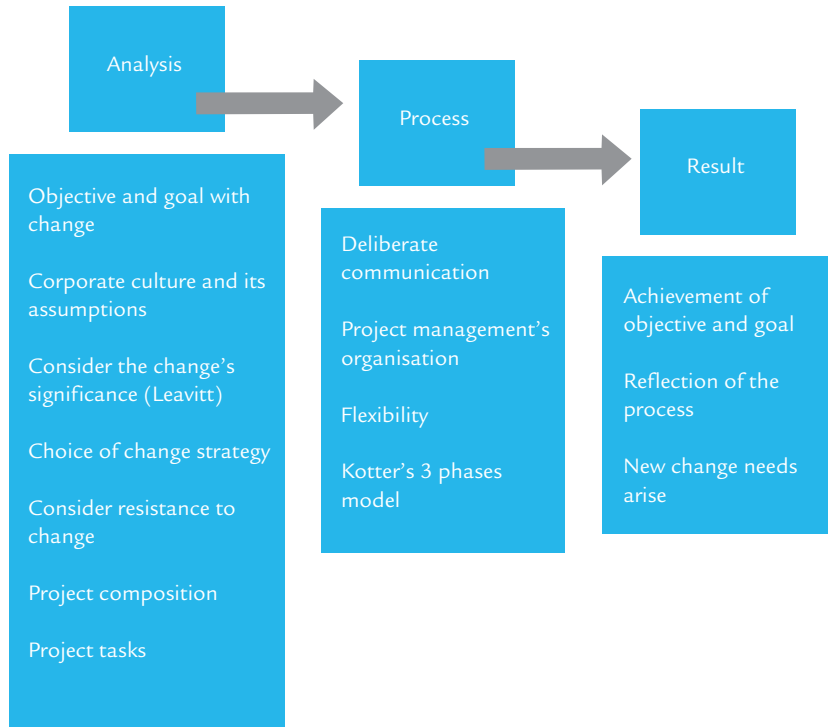 Analysis
Process
Result
Objective and goal with
change
Corporate culture and its
assumptions
Consider the change's
significance (Leavitt)
Choice of change strategy
Consider resistance to
change
Project composition
Project tasks
Deliberate
communication
Project management's
organisation
Flexibility
Kotter's 3 phases
model
Achievement of
objective and goal
Reflection of the
process
New change needs
arise